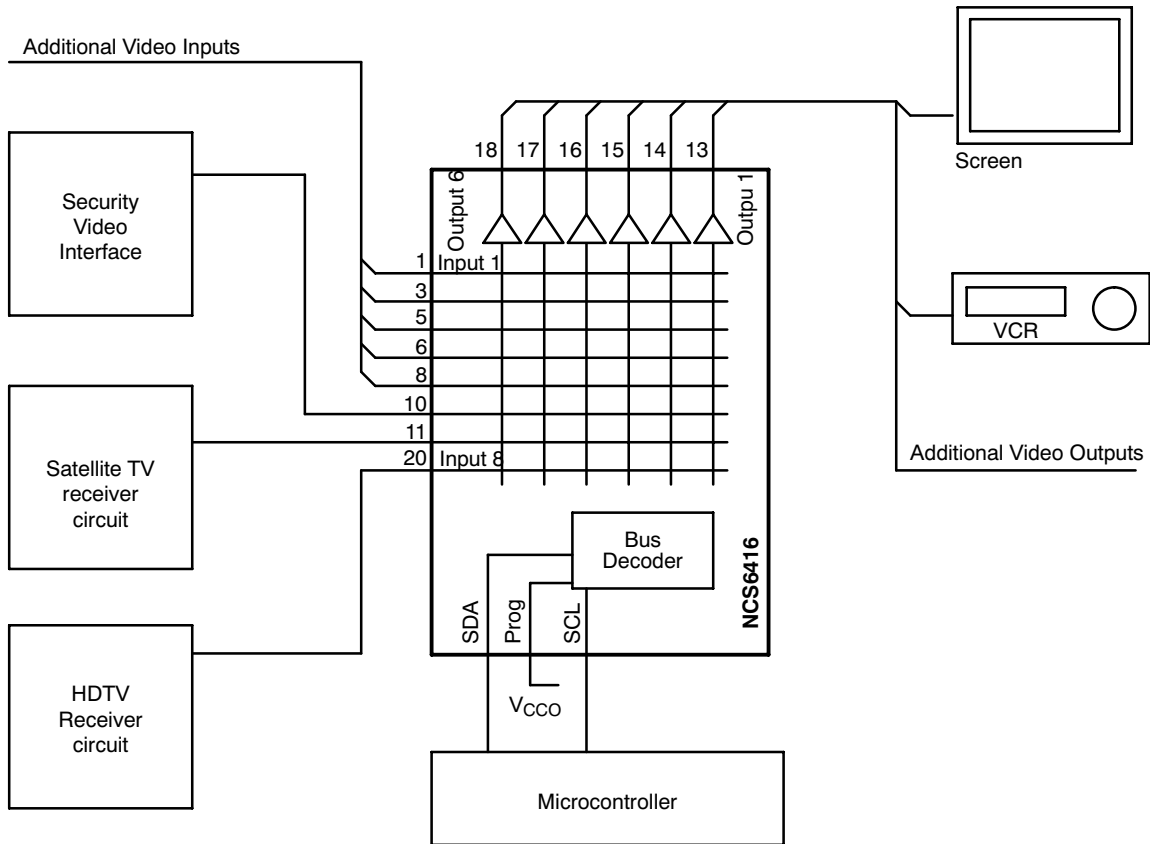 Additional Video Inputs
Security
Video
Interface
Satellite TV
receiver
circuit
HDTV
Receiver
circuit
18 17 16 15 14 13
Output 6
Outpu 1
1 Input 1
3
5
6
8
10
11
20 Input 8
Bus
Decoder
SDA
Prog
SCL
NCS6416
VCCO
Microcontroller
Screen
VCR
Additional Video Outputs